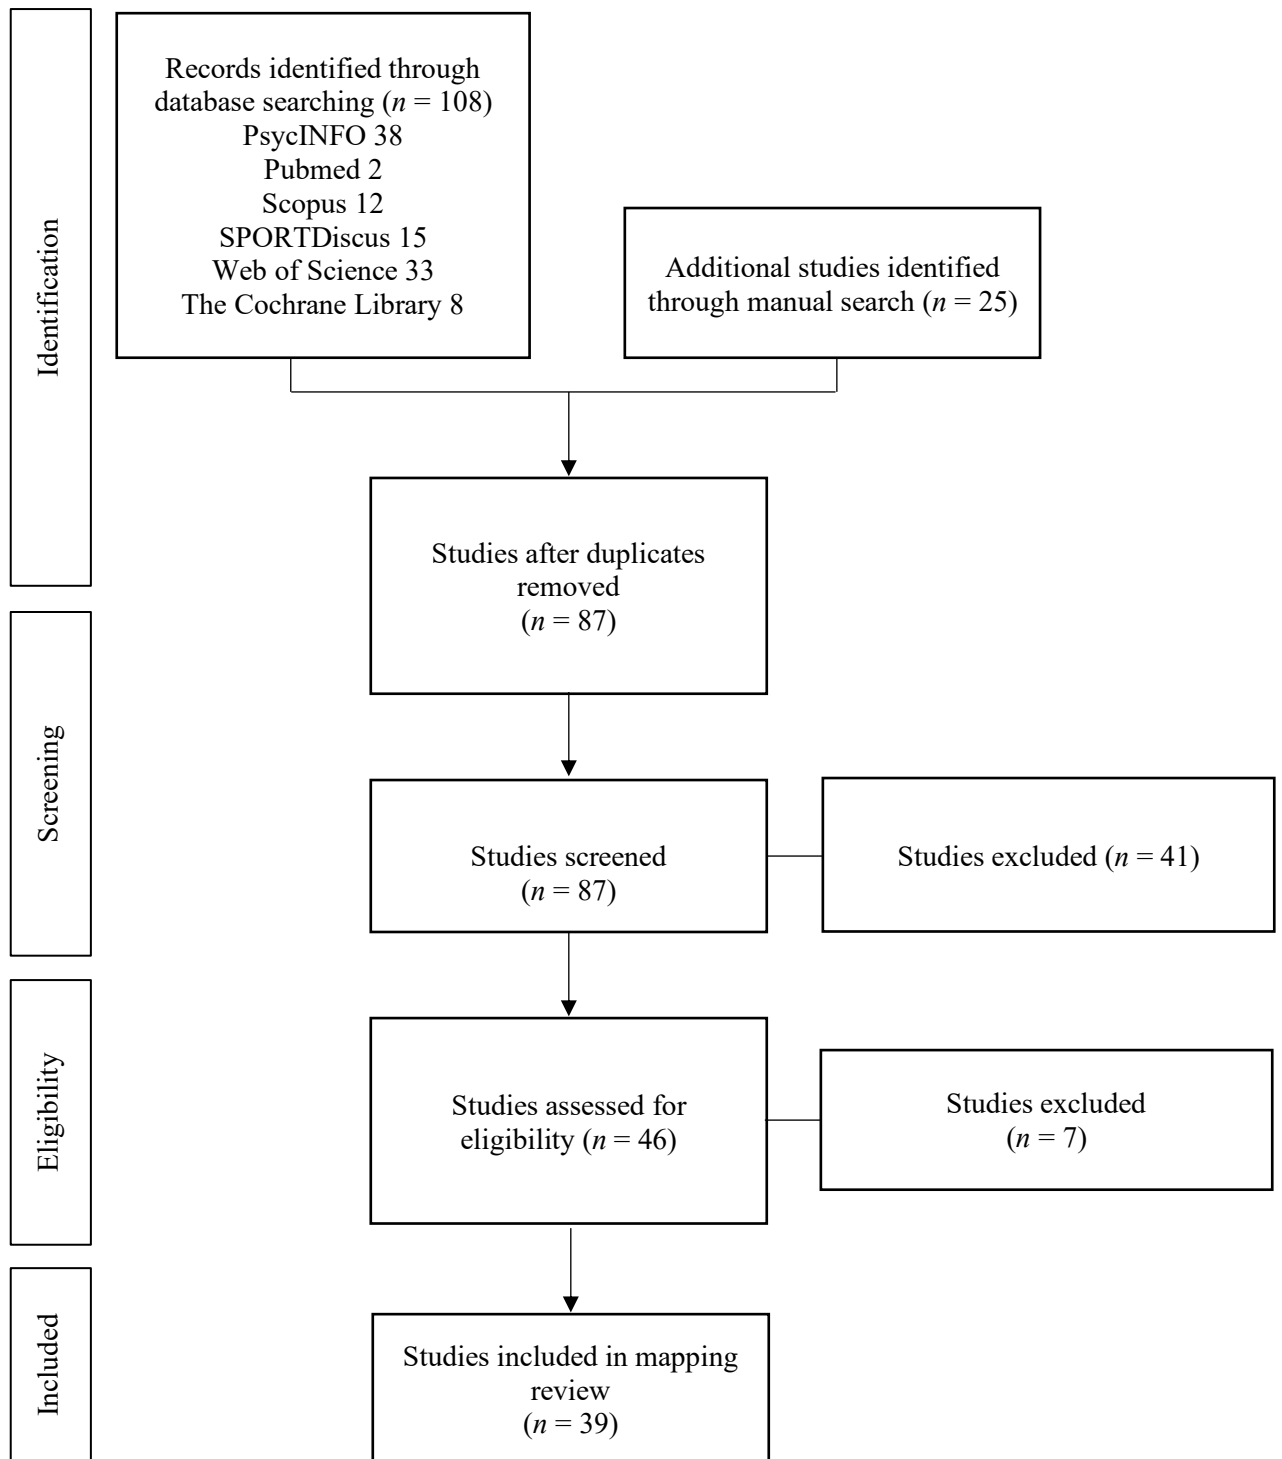 Identification
Records identified through
database searching (n = 108)
PsycINFO 38
Pubmed 2
Scopus 12
SPORTDiscus 15
Web of Science 33
The Cochrane Library 8
Additional studies identified
through manual search (n = 25)
Studies after duplicates
removed
(n = 87)
Screening
Studies screened
(n = 87)
Studies excluded (n = 41)
Eligibility
Studies assessed for
eligibility (n = 46)
Studies excluded
(n = 7)
Included
Studies included in mapping
review
(n = 39)